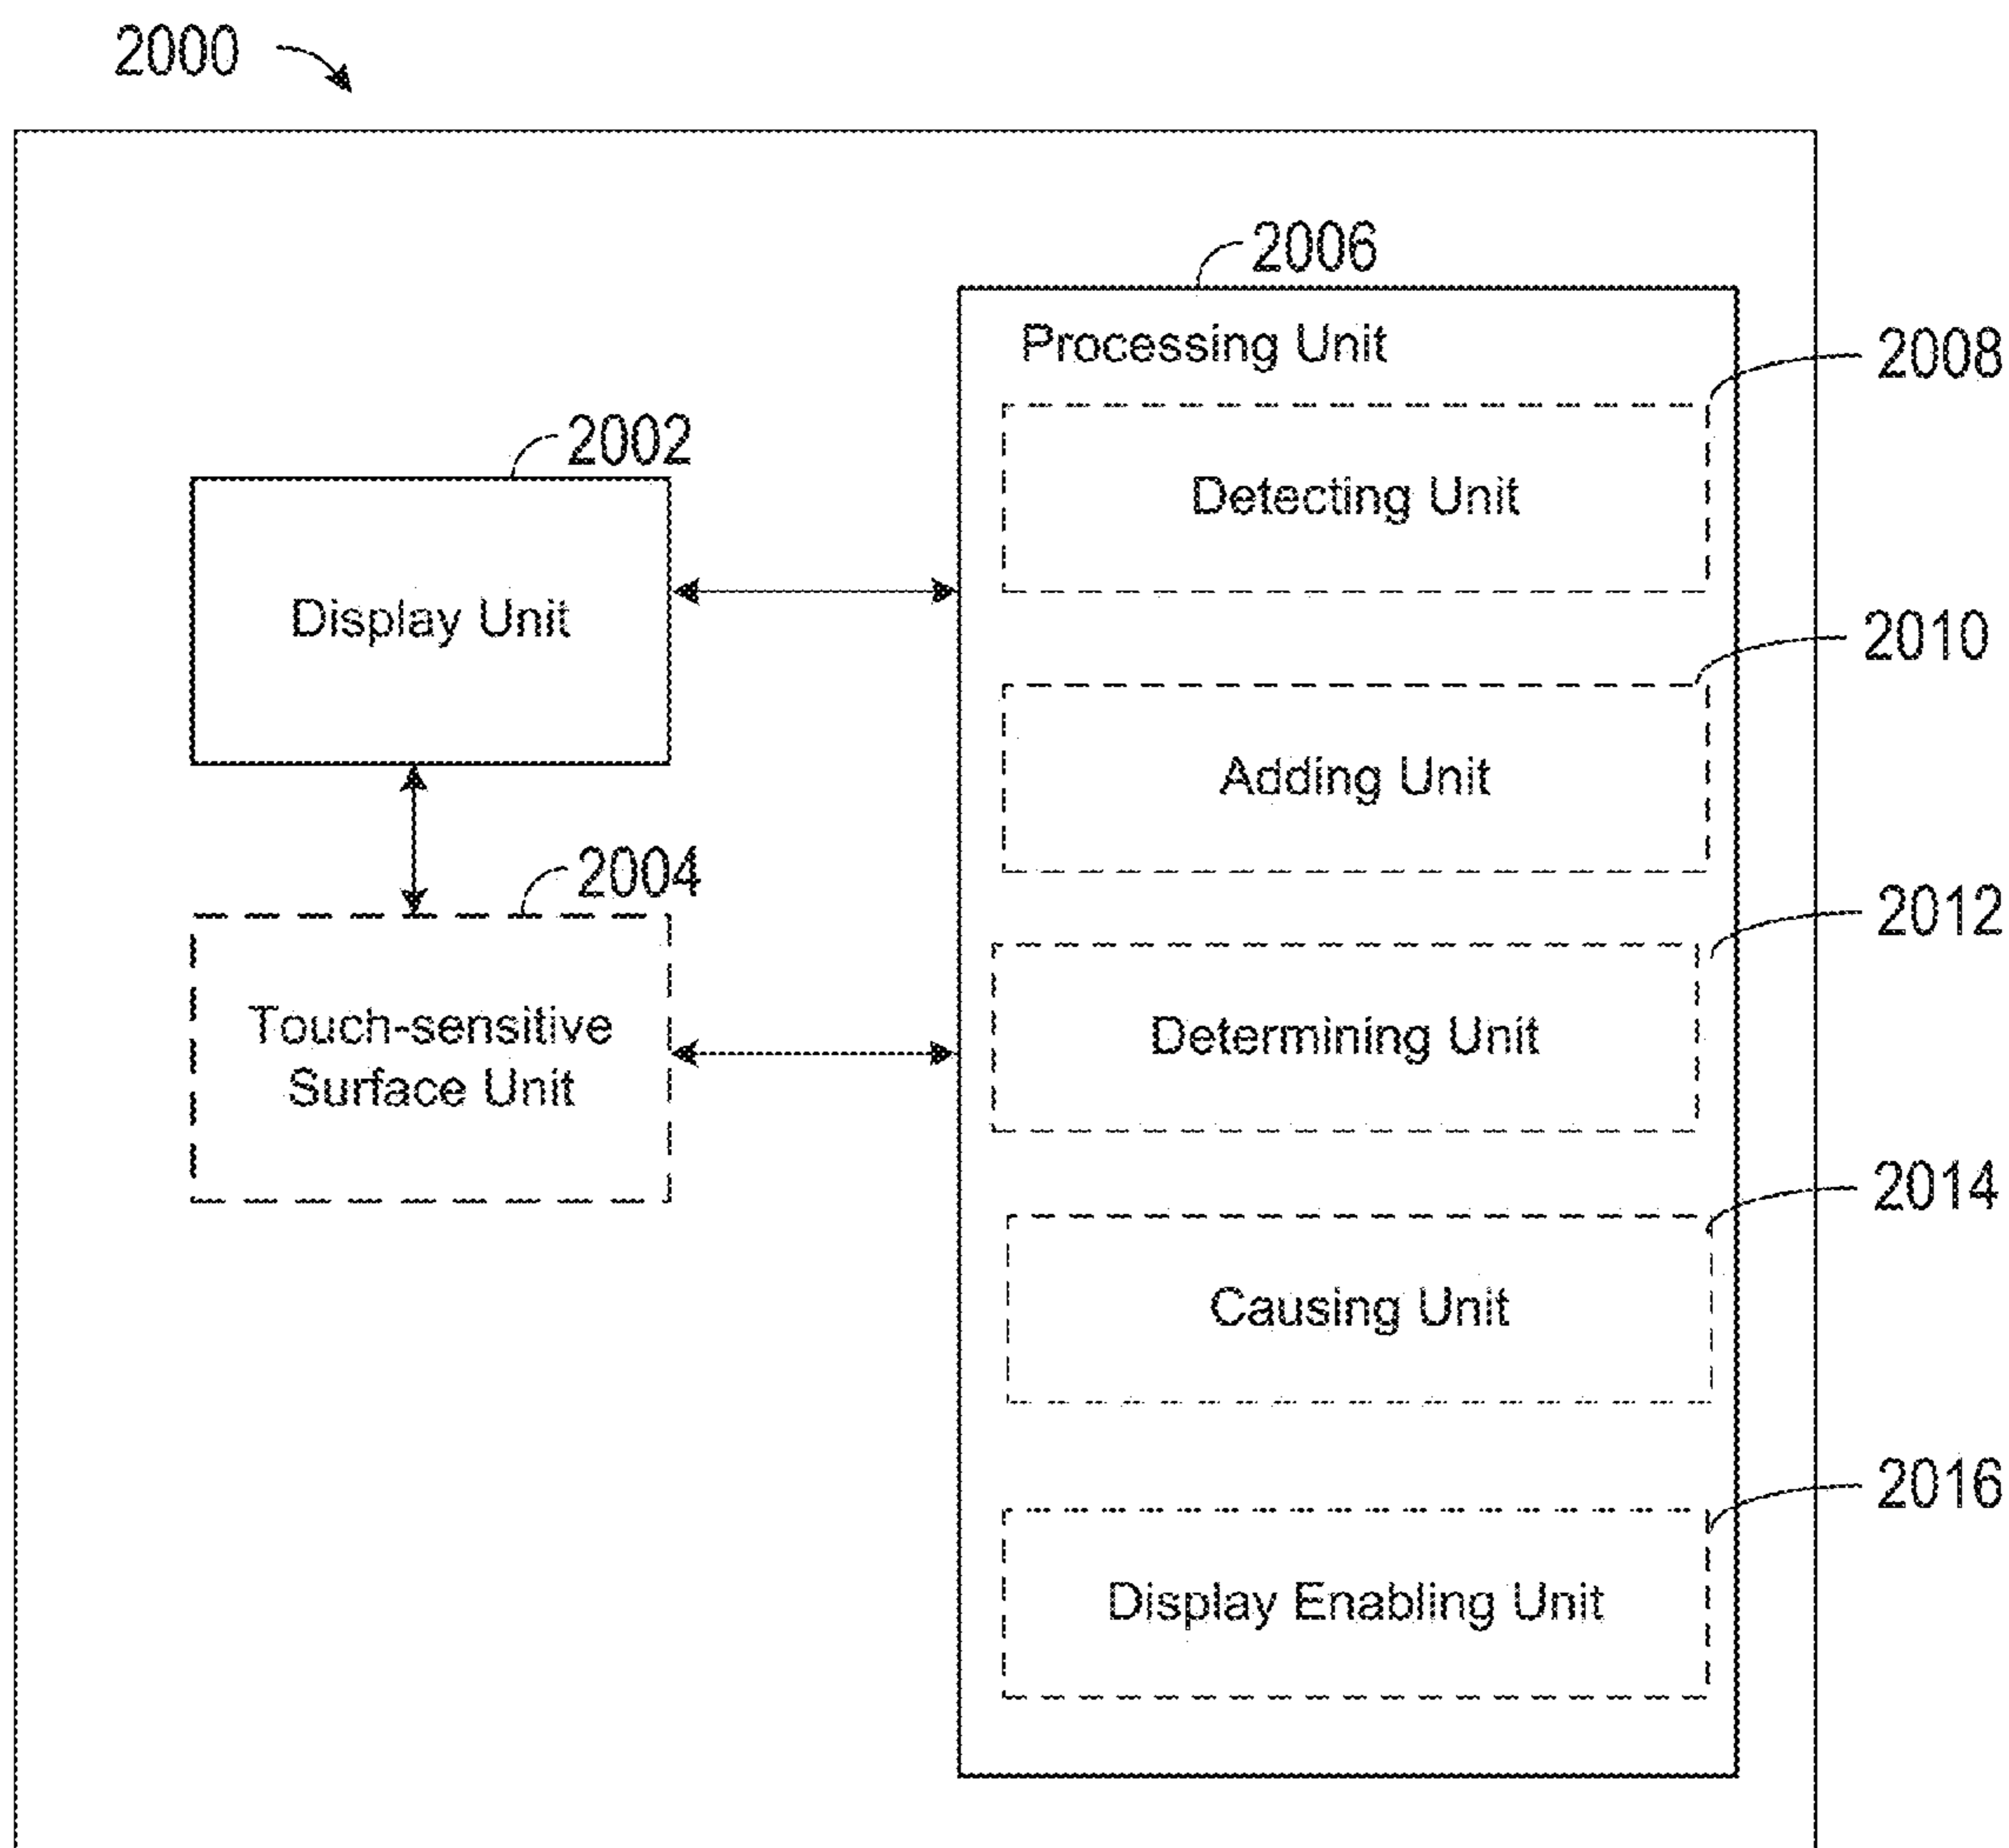 2000
2006
Processing Unit
2008
Detecting Unit
2002
Display Unit
2010
Adding Unit
2004
Touch-sensitive
Surface Unit
2012
Determining Unit
2014
Causing Unit
2016
Display Enabling Unit